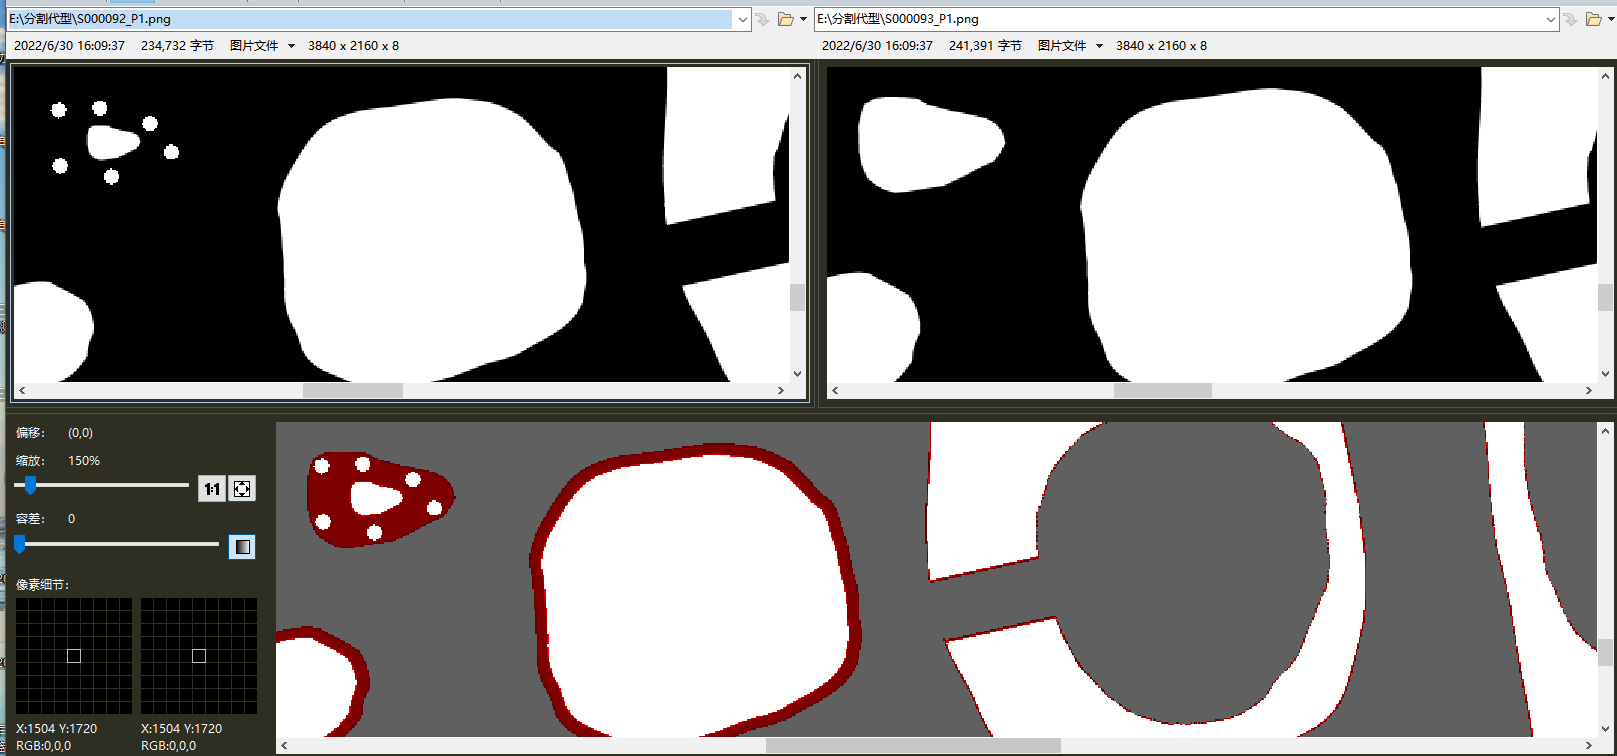 E:\分割代型\S000092_P1.png
E:\分割代型\S000093_P1.png
2022/6/30 16:09:37 234,732 字节 图片文件 3840 x 2160 x 8
2022/6/30 16:09:37 241,391 字节 图片文件 3840 x 2160 x 8
偏移: (0,0)
缩放: 150%
1:1
容差: 0
像素细节:
X:1504 Y:1720 X:1504 Y:1720
RGB:0,0,0 RGB:0,0,0